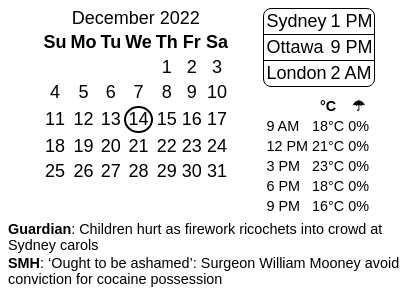 December 2022
Su Mo Tu We Th Fr Sa
1 2 3
4 5 6 7 8 9 10
11 12 13 14 15 16 17
18 19 20 21 22 23 24
25 26 27 28 29 30 31
Sydney 1 PM
Ottawa 9 PM
London 2 AM
°C ☂
9 AM 18°C 0%
12 PM 21°C 0%
3 PM 23°C 0%
6 PM 18°C 0%
9 PM 16°C 0%
Guardian: Children hurt as firework ricochets into crowd at
Sydney carols
SMH: ‘Ought to be ashamed’: Surgeon William Mooney avoids
conviction for cocaine possession